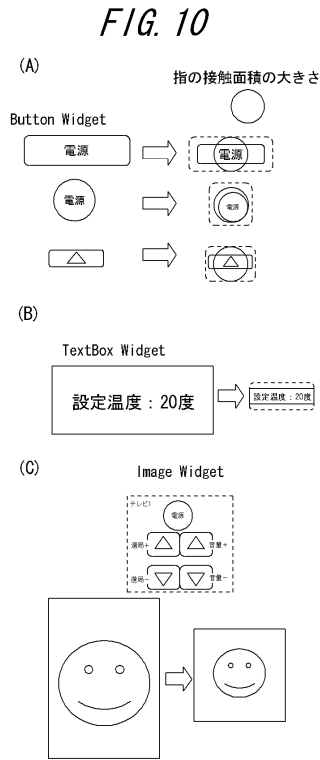 FIG. 10
(A)
指の接触面積の大きさ
Button Widget
電源
電源
電源
電源
(B)
TextBox Widget
設定温度：20度
設定温度：20度
(C)
Image Widget
テレビ1
電源
選局+
音量+
選局-
音量-